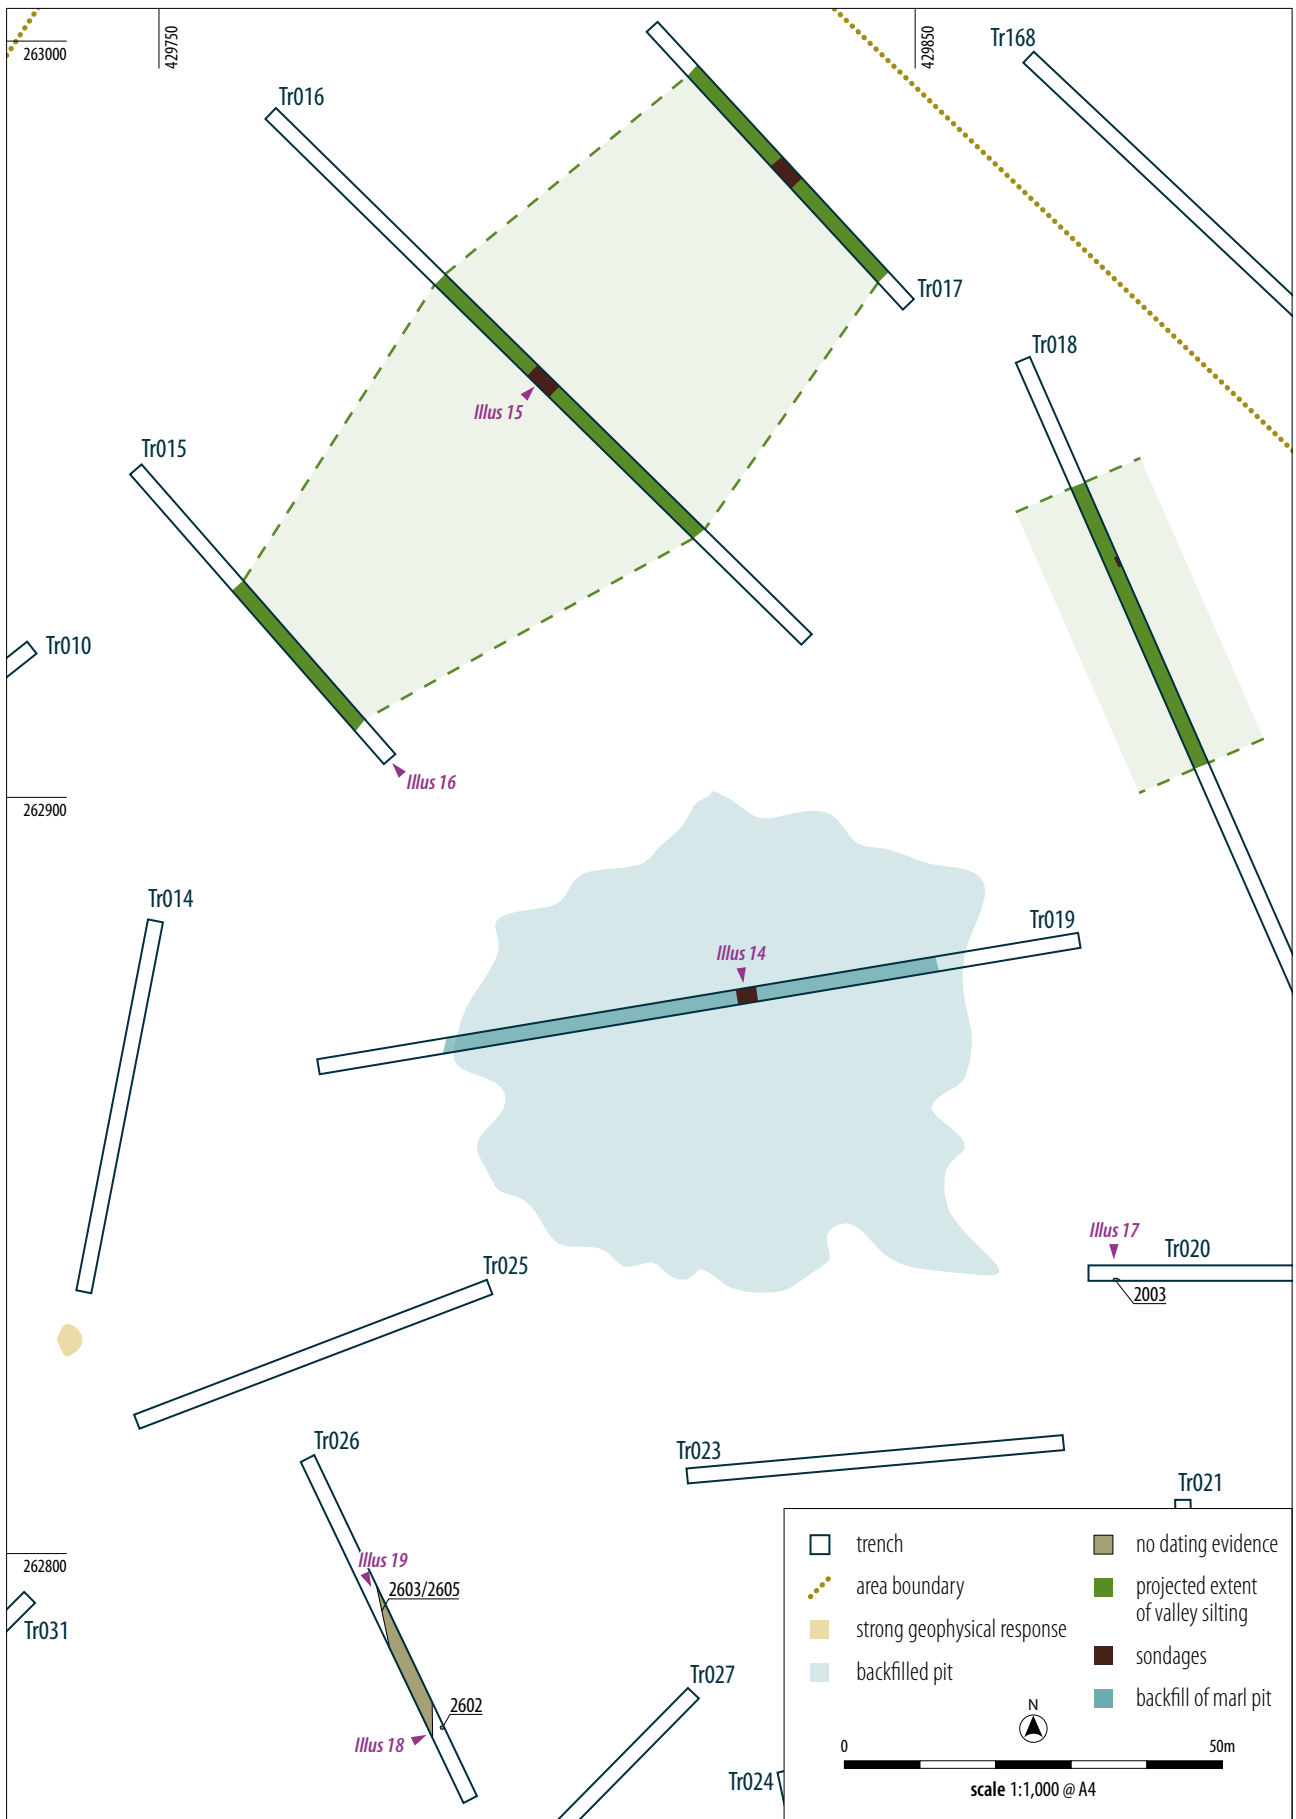 263000
429750
429850
Tr168
Tr016
Tr017
Tr018
Illus 15
Tr015
Tr010
Illus 16
262900
Tr014
Tr019
Illus 14
Illus 17
Tr020
2003
Tr025
Tr026
Tr023
Tr021
262800
Illus 19
2603/2605
Tr031
Tr027
2602
Illus 18
Tr024
trench
area boundary
strong geophysical response
backfilled pit
no dating evidence
projected extent
of valley silting
sondages
backfill of marl pit
N
0
50m
scale 1:1,000 @ A4